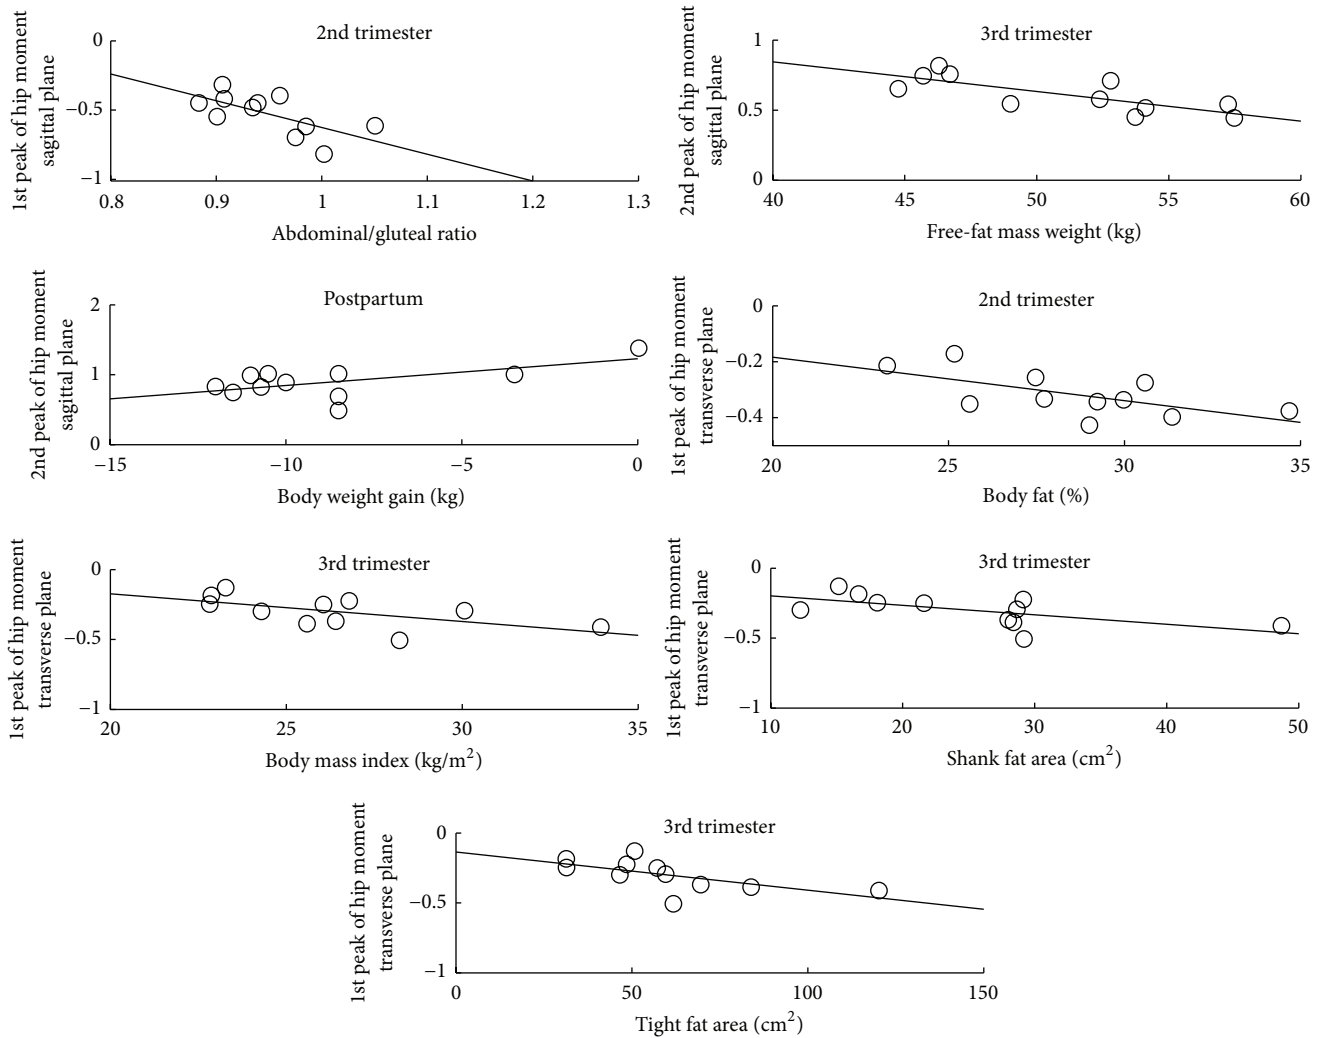 2nd trimester
1st peak of hip moment
sagittal plane
0
−0.5
−1
0.8 0.9 1 1.1 1.2 1.3
Abdominal/gluteal ratio
3rd trimester
2nd peak of hip moment
sagittal plane
1
0.5
0
40 45 50 55 60
Free-fat mass weight (kg)
Postpartum
2nd peak of hip moment
sagittal plane
2
1
0
−15 −10 −5 0
Body weight gain (kg)
2nd trimester
1st peak of hip moment
transverse plane
0
−0.2
−0.4
20 25 30 35
Body fat (%)
3rd trimester
1st peak of hip moment
transverse plane
0
−0.5
−1
20 25 30 35
Body mass index (kg/m²)
3rd trimester
1st peak of hip moment
transverse plane
0
−0.5
−1
10 20 30 40 50
Shank fat area (cm²)
3rd trimester
1st peak of hip moment
transverse plane
0
−0.5
−1
0 50 100 150
Tight fat area (cm²)